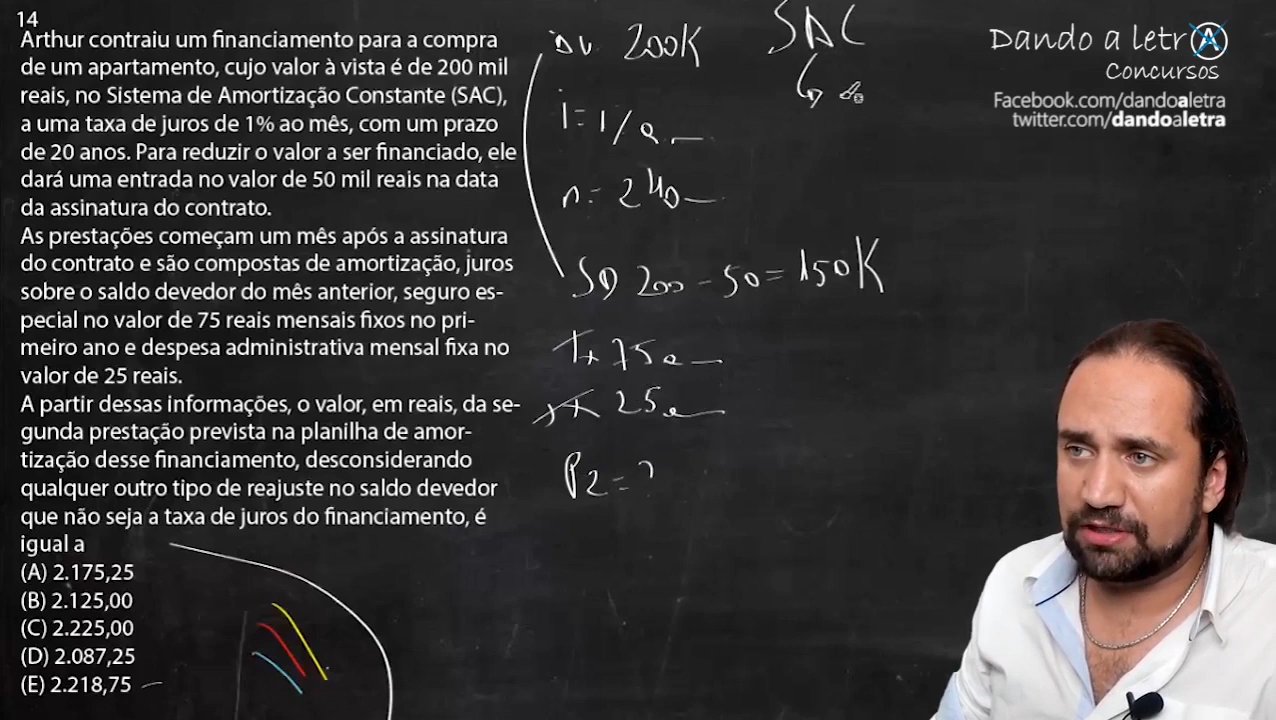 14
Arthur contraiu um financiamento para a compra
de um apartamento, cujo valor à vista é de 200 mil
reais, no Sistema de Amortização Constante (SAC),
a uma taxa de juros de 1% ao mês, com um prazo
de 20 anos. Para reduzir o valor a ser financiado, ele
dará uma entrada no valor de 50 mil reais na data
da assinatura do contrato.
As prestações começam um mês após a assinatura
do contrato e são compostas de amortização, juros
sobre o saldo devedor do mês anterior, seguro es-
pecial no valor de 75 reais mensais fixos no pri-
meiro ano e despesa administrativa mensal fixa no
valor de 25 reais.
A partir dessas informações, o valor, em reais, da se-
gunda prestação prevista na planilha de amor-
tização desse financiamento, desconsiderando
qualquer outro tipo de reajuste no saldo devedor
que não seja a taxa de juros do financiamento, é
igual a
(A) 2.175,25
(B) 2.125,00
(C) 2.225,00
(D) 2.087,25
(E) 2.218,75
200K
n = 240
SD 200 - 50 = 150K
75
25
P2 = ?
SAC
Dando a letrA
Concursos
Facebook.com/dandoaletra
twitter.com/dandoaletra